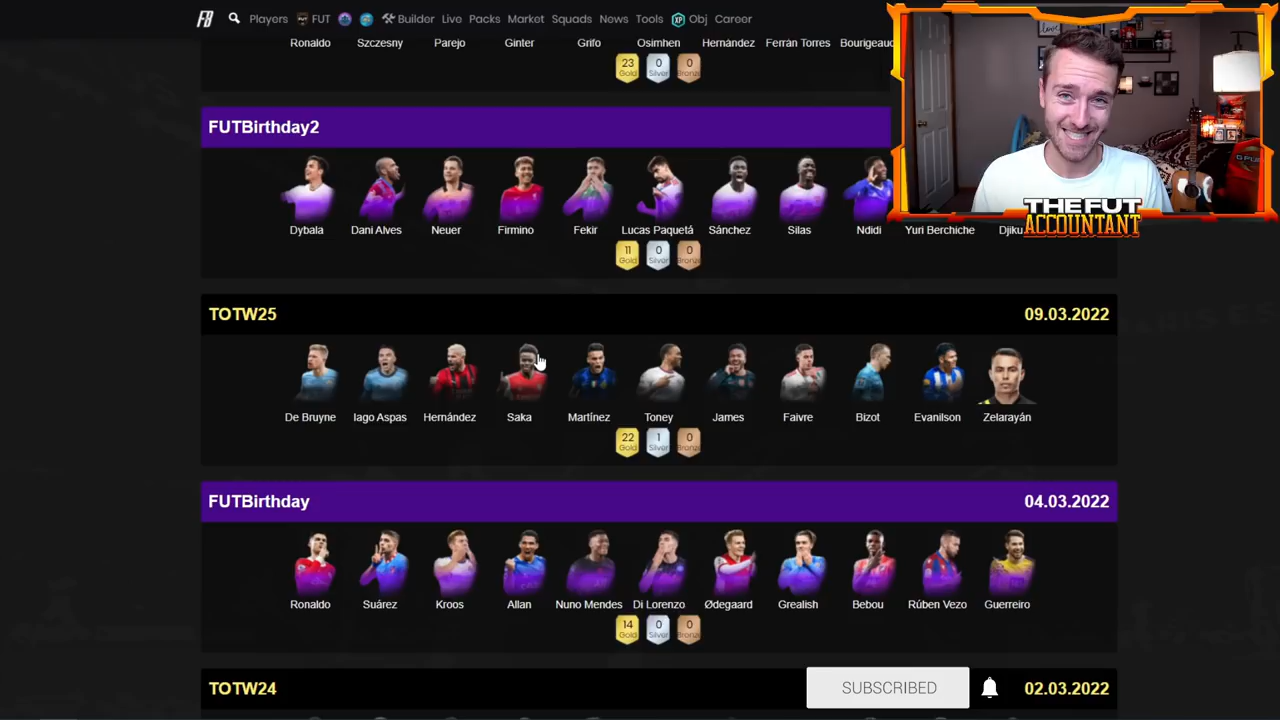 FB Players FUT Builder Live Packs Market Squads News Tools XP Obj Career
Ronaldo Szczesny Parejo Ginter Grifo Osimhen Hernández Ferrán Torres Bourigeaud
23 0 0
Gold Silver Bronze
FUTBirthday2
Dybala Dani Alves Neuer Firmino Fekir Lucas Paquetá Sánchez Silas Ndidi Yuri Berchiche Djiku
11 0 0
Gold Silver Bronze
THE FUT
ACCOUNTANT
TOTW25 09.03.2022
De Bruyne Iago Aspas Hernández Saka Martínez Toney James Faivre Bizot Evanilson Zelarayán
22 1 0
Gold Silver Bronze
FUTBirthday 04.03.2022
Ronaldo Suárez Kroos Allan Nuno Mendes Di Lorenzo Ødegaard Grealish Bebou Rúben Vezo Guerreiro
14 0 0
Gold Silver Bronze
TOTW24 02.03.2022
SUBSCRIBED